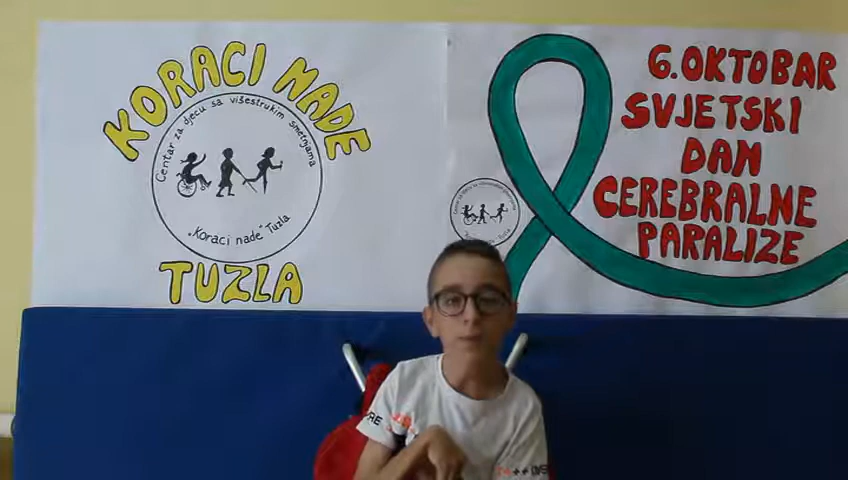 KORACI NADE
Centar za djecu sa višestrukim smetnjama
„Koraci nade" Tuzla
TUZLA
6. OKTOBAR
SVJETSKI
DAN
CEREBRALNE
PARALIZE